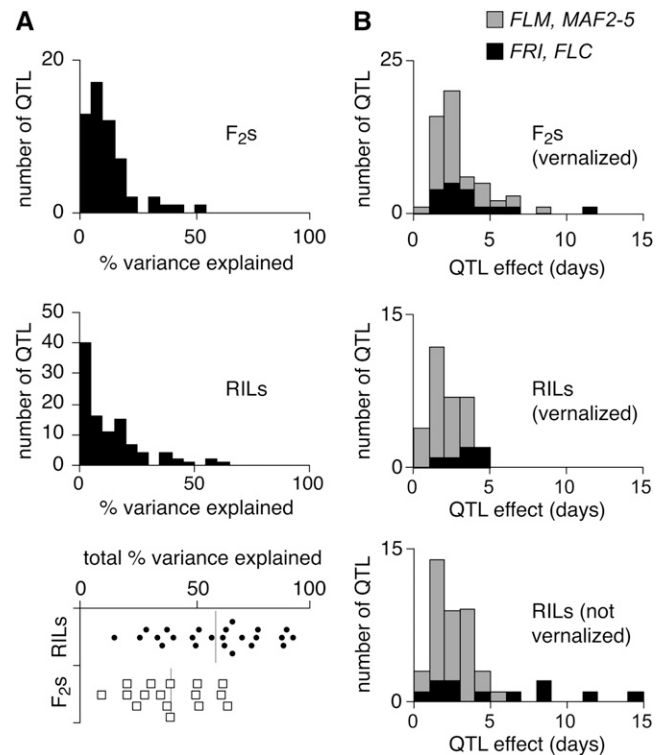 A
20
number of QTL
F2s
0
0 100
% variance explained
50
40
30
20
10
0
number of QTL
RILs
0 100
% variance explained
total % variance explained
0 50 100
RILs
F2s
B
FLM, MAF2-5
FRI, FLC
25
number of QTL
F2s
(vernalized)
0
0 5 10 15
QTL effect (days)
15
number of QTL
RILs
(vernalized)
0
0 5 10 15
QTL effect (days)
15
number of QTL
RILs (not
vernalized)
0
0 5 10 15
QTL effect (days)